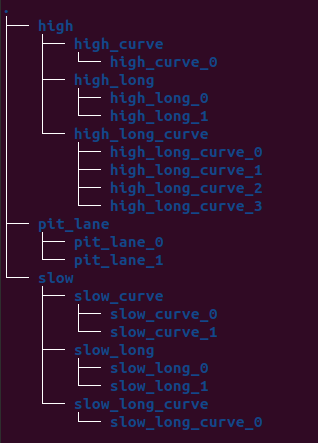 .
high
high_curve
high_curve_0
high_long
high_long_0
high_long_1
high_long_curve
high_long_curve_0
high_long_curve_1
high_long_curve_2
high_long_curve_3
pit_lane
pit_lane_0
pit_lane_1
slow
slow_curve
slow_curve_0
slow_curve_1
slow_long
slow_long_0
slow_long_1
slow_long_curve
slow_long_curve_0